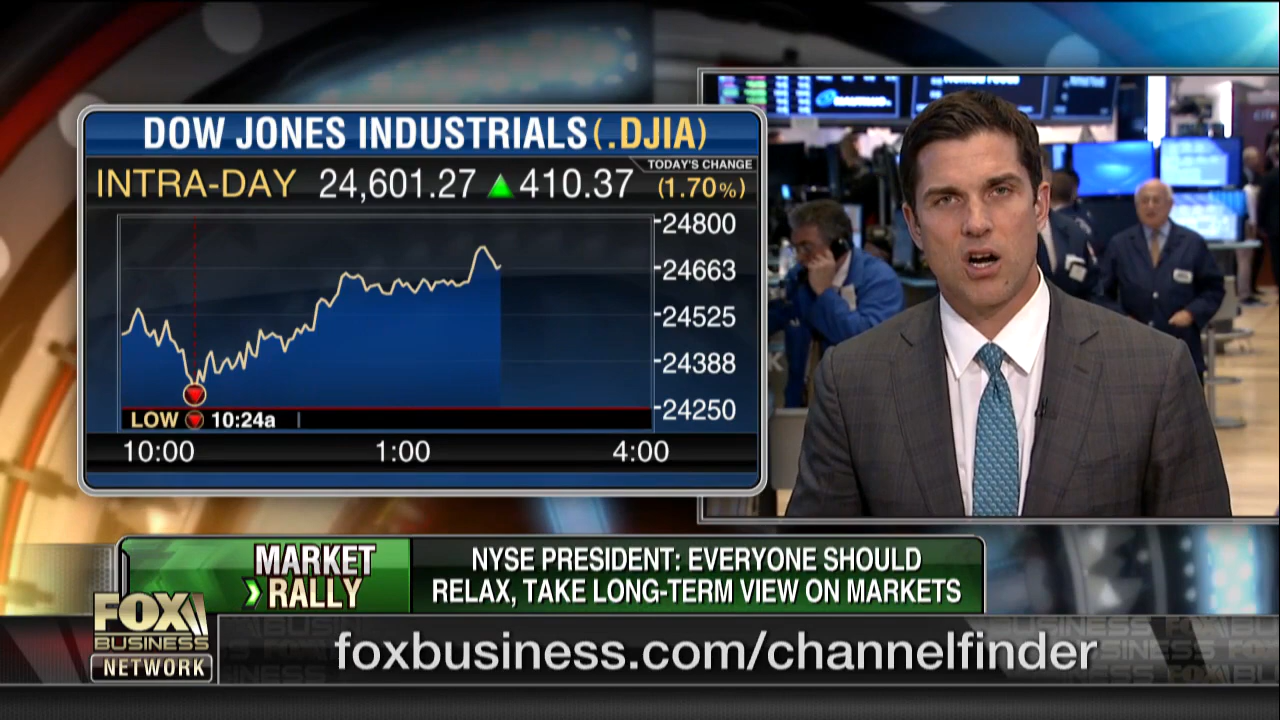 DOW JONES INDUSTRIALS(.DJIA)
TODAY'S CHANGE
INTRA-DAY 24,601.27 410.37 (1.70%)
24800
24663
24525
24388
24250
LOW 10:24a
10:00 1:00 4:00
MARKET
RALLY
NYSE PRESIDENT: EVERYONE SHOULD
RELAX, TAKE LONG-TERM VIEW ON MARKETS
FOX
BUSINESS
NETWORK
foxbusiness.com/channelfinder